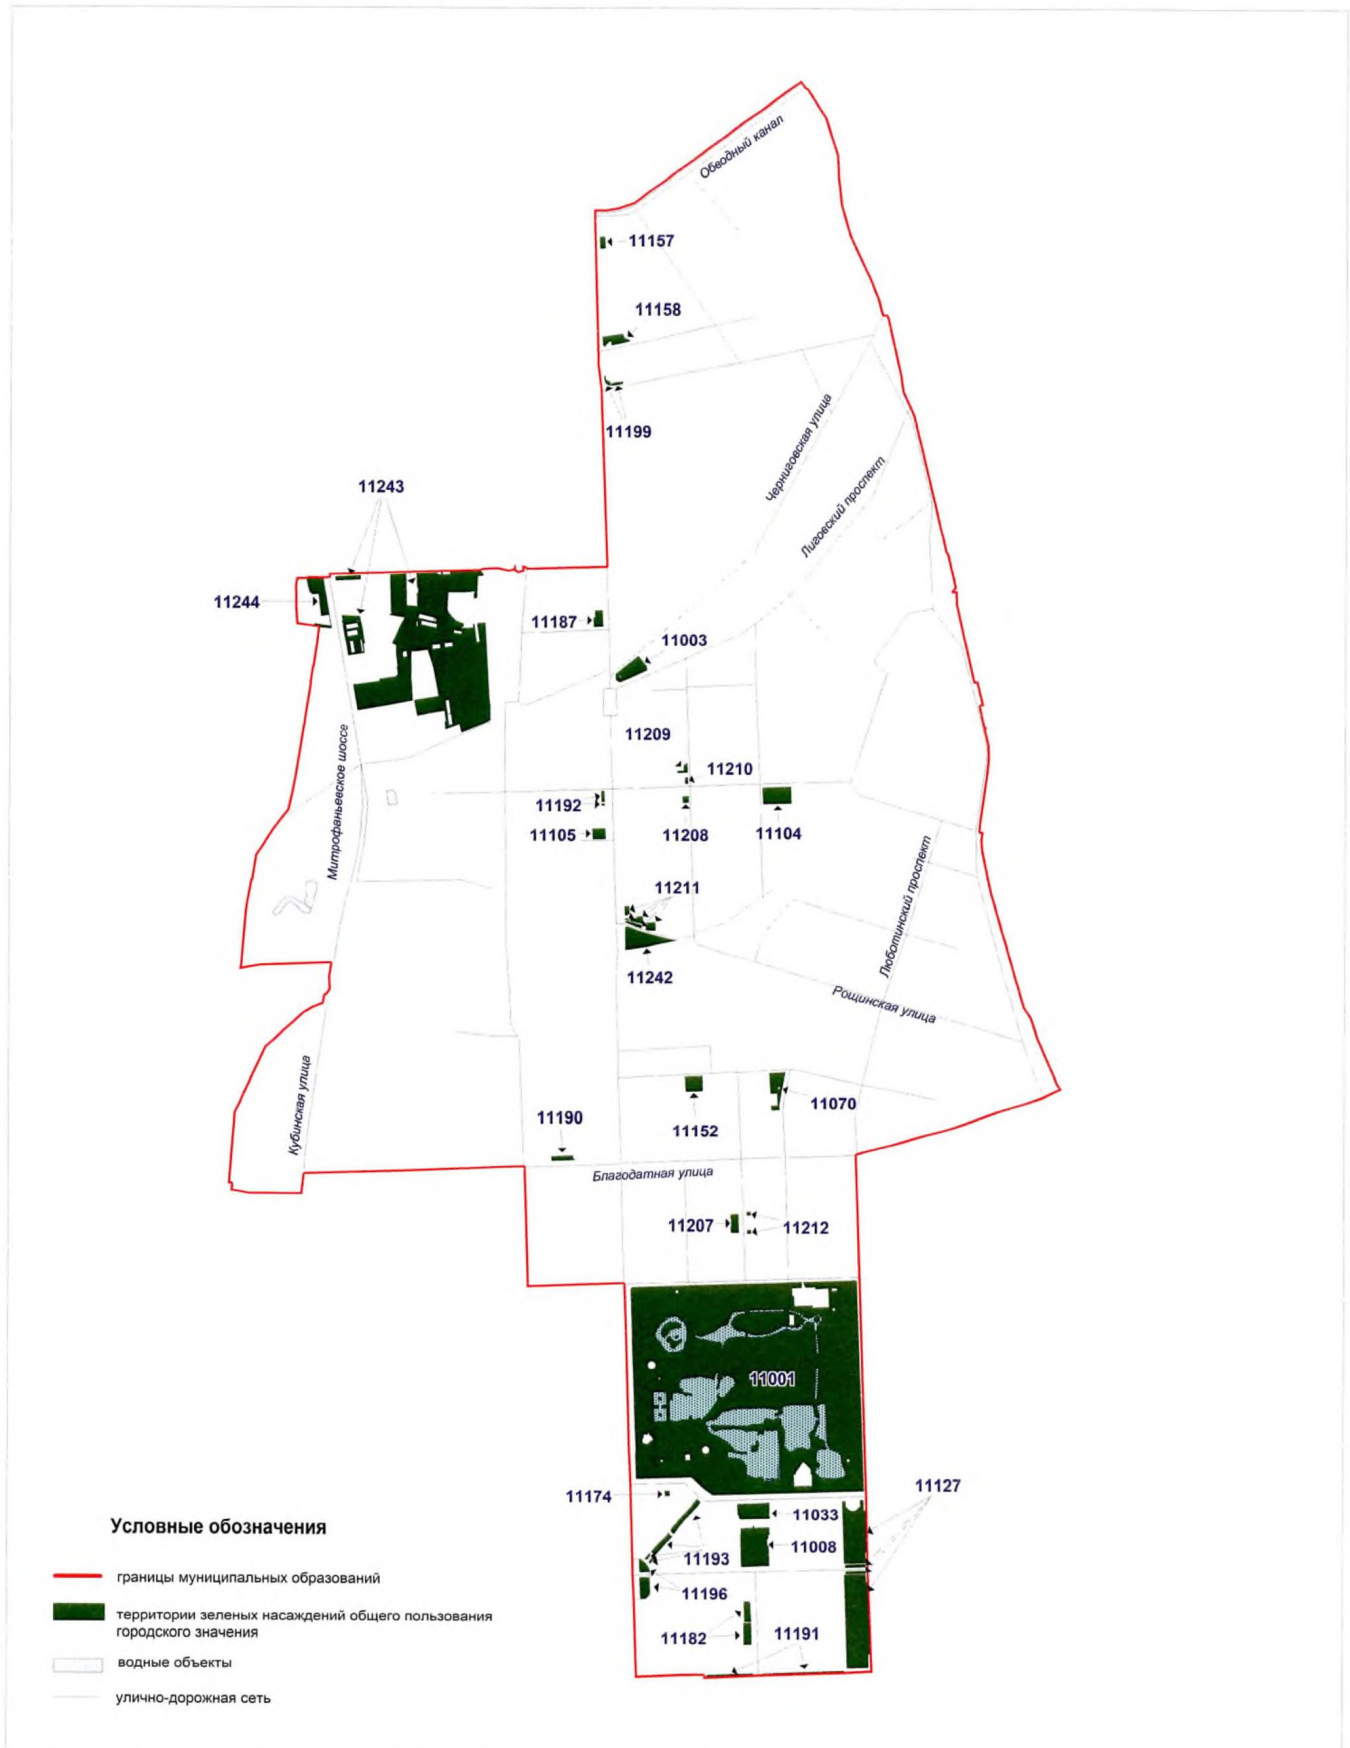 Обводный канал
11157
11158
11199
Черниговская улица
Лиговский проспект
11243
11244
11187
11003
Митрофаньевское шоссе
11209
11210
11192
11105
11208
11104
11211
11242
Люботинский проспект
Рощинская улица
Кубинская улица
11190
11152
11070
Благодатная улица
11207
11212
11001
11174
11127
11033
11008
11193
11196
11182
11191
Условные обозначения
границы муниципальных образований
территории зеленых насаждений общего пользования
городского значения
водные объекты
улично-дорожная сеть